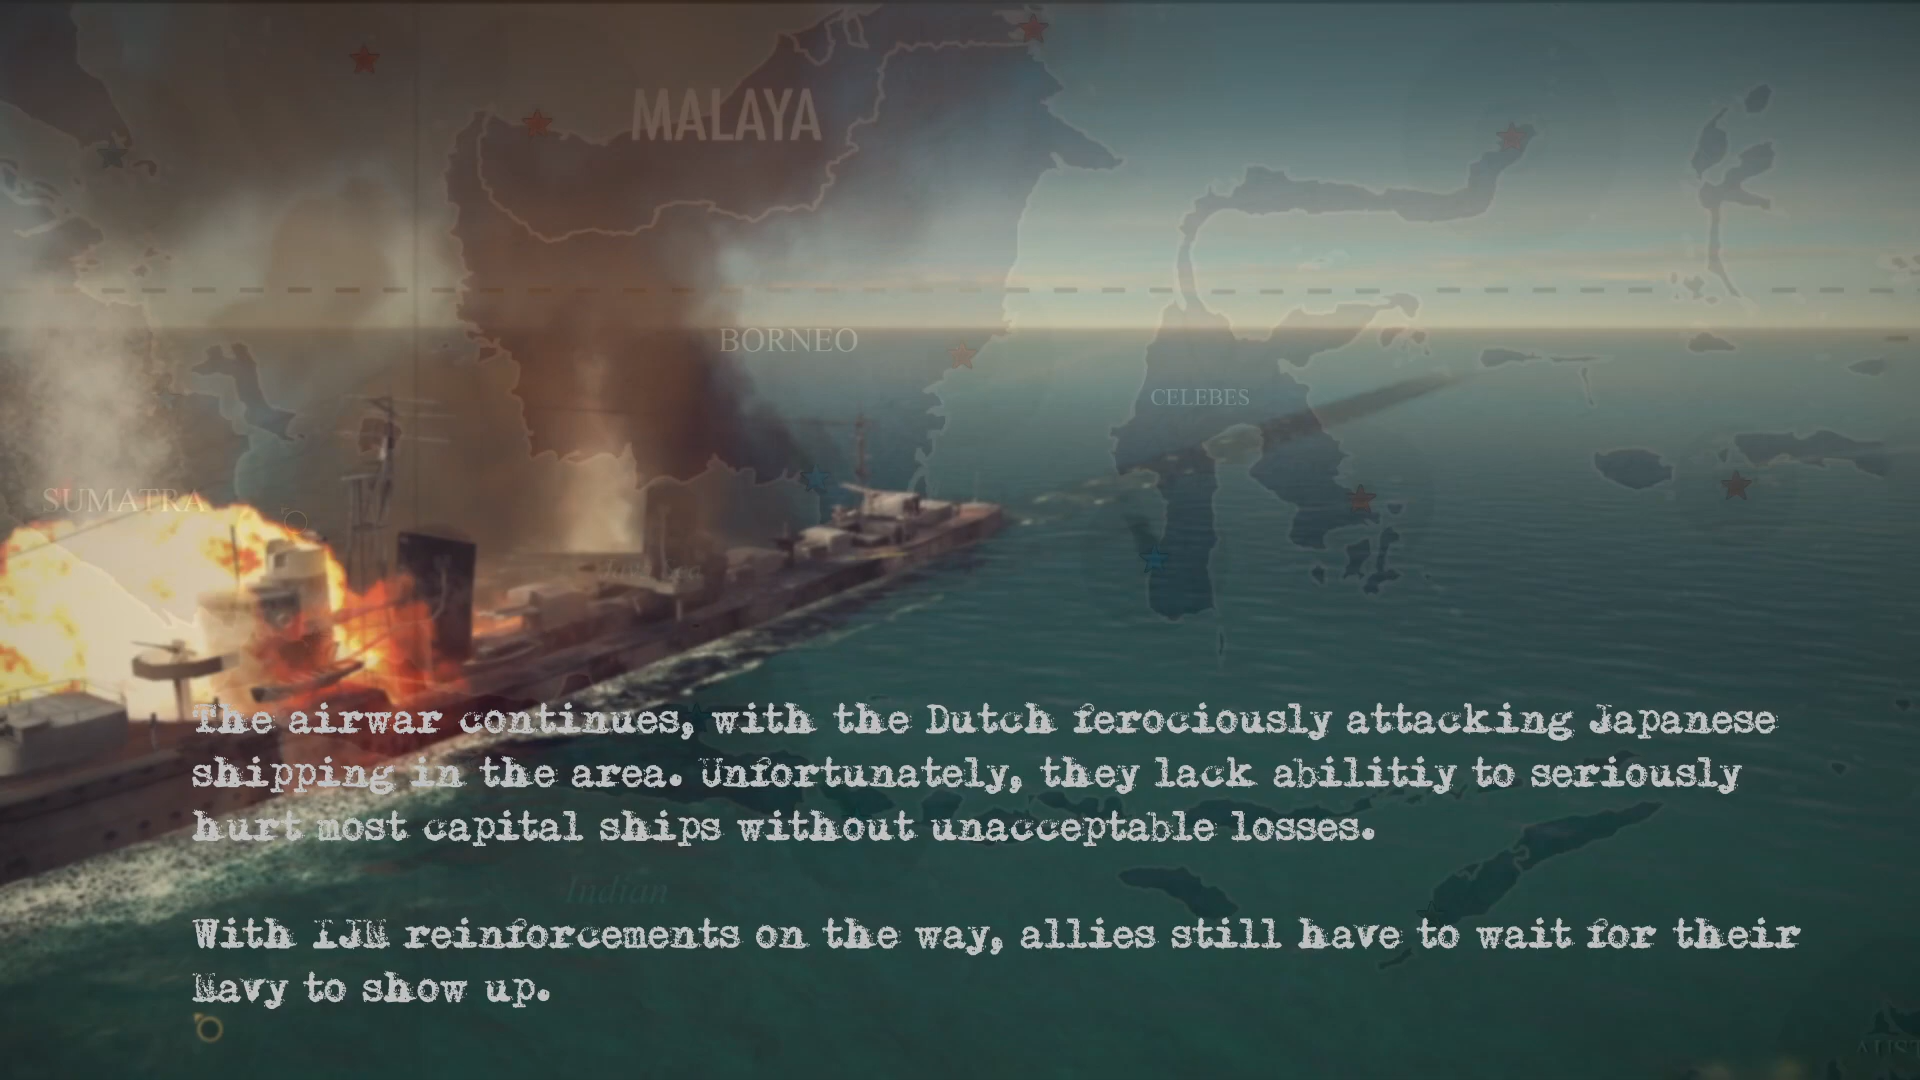 MALAYA
BORNEO
CELEBES
SUMATRA
Java Sea
The airwar continues, with the Dutch ferociously attacking Japanese
shipping in the area. Unfortunately, they lack abilitiy to seriously
hurt most capital ships without unacceptable losses.
Indian
With IJN reinforcements on the way, allies still have to wait for their
Navy to show up.